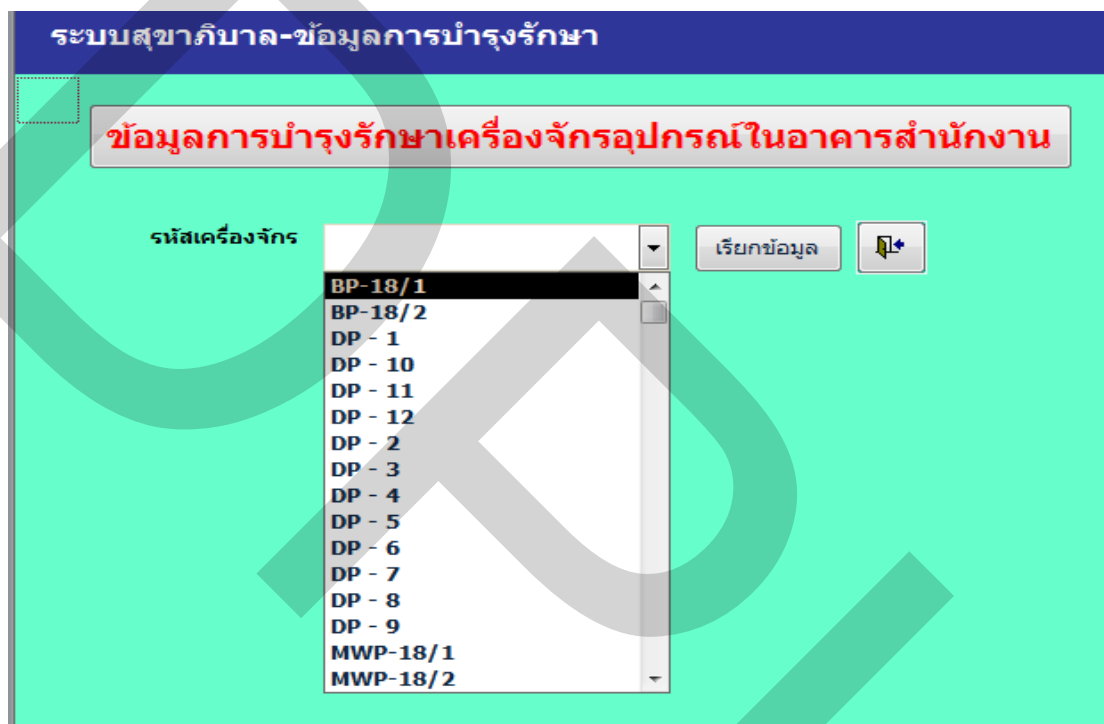 ระบบสุขาภิบาล-ข้อมูลการบำรุงรักษา
ข้อมูลการบำรุงรักษาเครื่องจักรอุปกรณ์ในอาคารสำนักงาน
รหัสเครื่องจักร เรียกข้อมูล
BP-18/1
BP-18/2
DP - 1
DP - 10
DP - 11
DP - 12
DP - 2
DP - 3
DP - 4
DP - 5
DP - 6
DP - 7
DP - 8
DP - 9
MWP-18/1
MWP-18/2